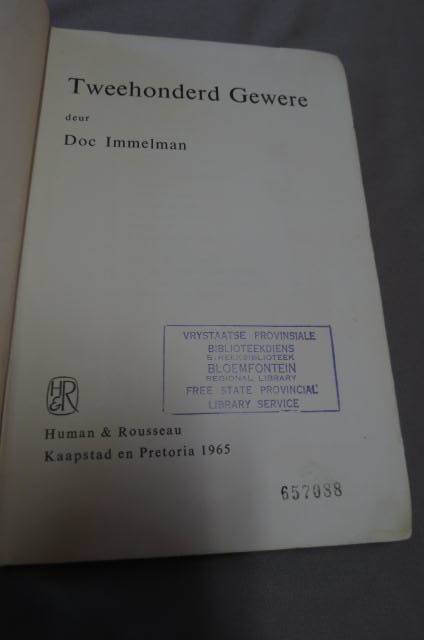 Tweehonderd Gewere
deur
Doc Immelman
VRYSTAATSE PROVINSIALE
BIBLIOTEEKDIENS
STREEKBIBLIOTEEK
BLOEMFONTEIN
REGIONAL LIBRARY
FREE STATE PROVINCIAL
LIBRARY SERVICE
H&R
Human & Rousseau
Kaapstad en Pretoria 1965
657088